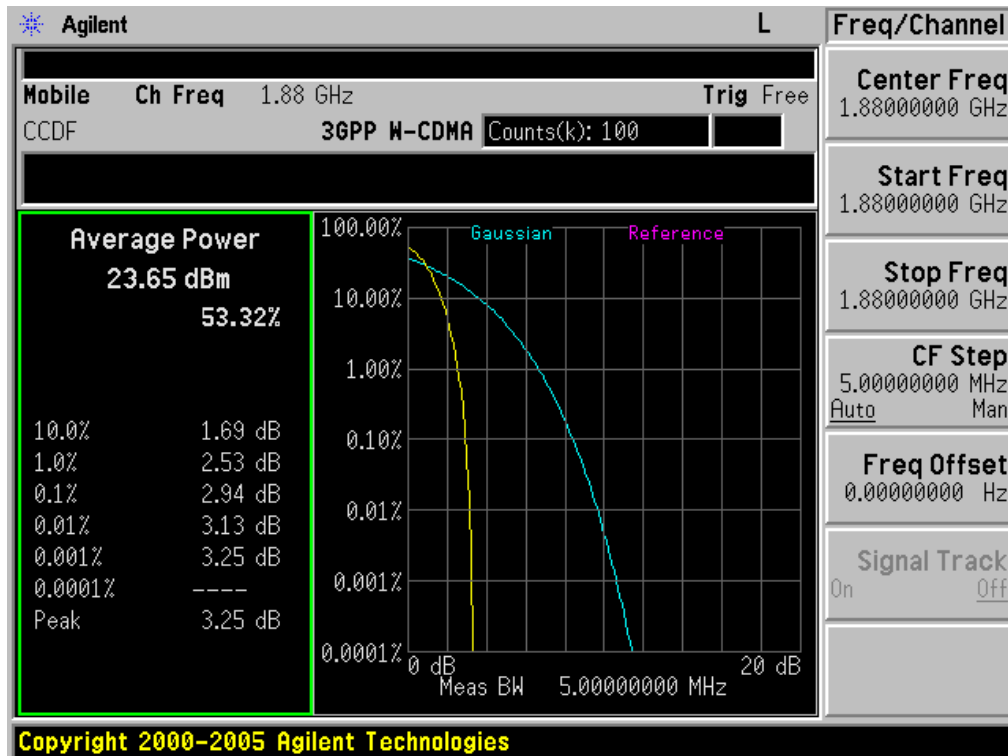 Agilent L Freq/Channel
Mobile Ch Freq 1.88 GHz Trig Free
CCDF 3GPP W-CDMA Counts(k): 100
Average Power
23.65 dBm
53.32%
10.0% 1.69 dB
1.0% 2.53 dB
0.1% 2.94 dB
0.01% 3.13 dB
0.001% 3.25 dB
0.0001% ----
Peak 3.25 dB
Gaussian Reference
100.00%
10.00%
1.00%
0.10%
0.01%
0.001%
0.0001%
0 dB 20 dB
Meas BW 5.00000000 MHz
Center Freq
1.88000000 GHz
Start Freq
1.88000000 GHz
Stop Freq
1.88000000 GHz
CF Step
5.00000000 MHz
Auto Man
Freq Offset
0.00000000 Hz
Signal Track
On Off
Copyright 2000-2005 Agilent Technologies